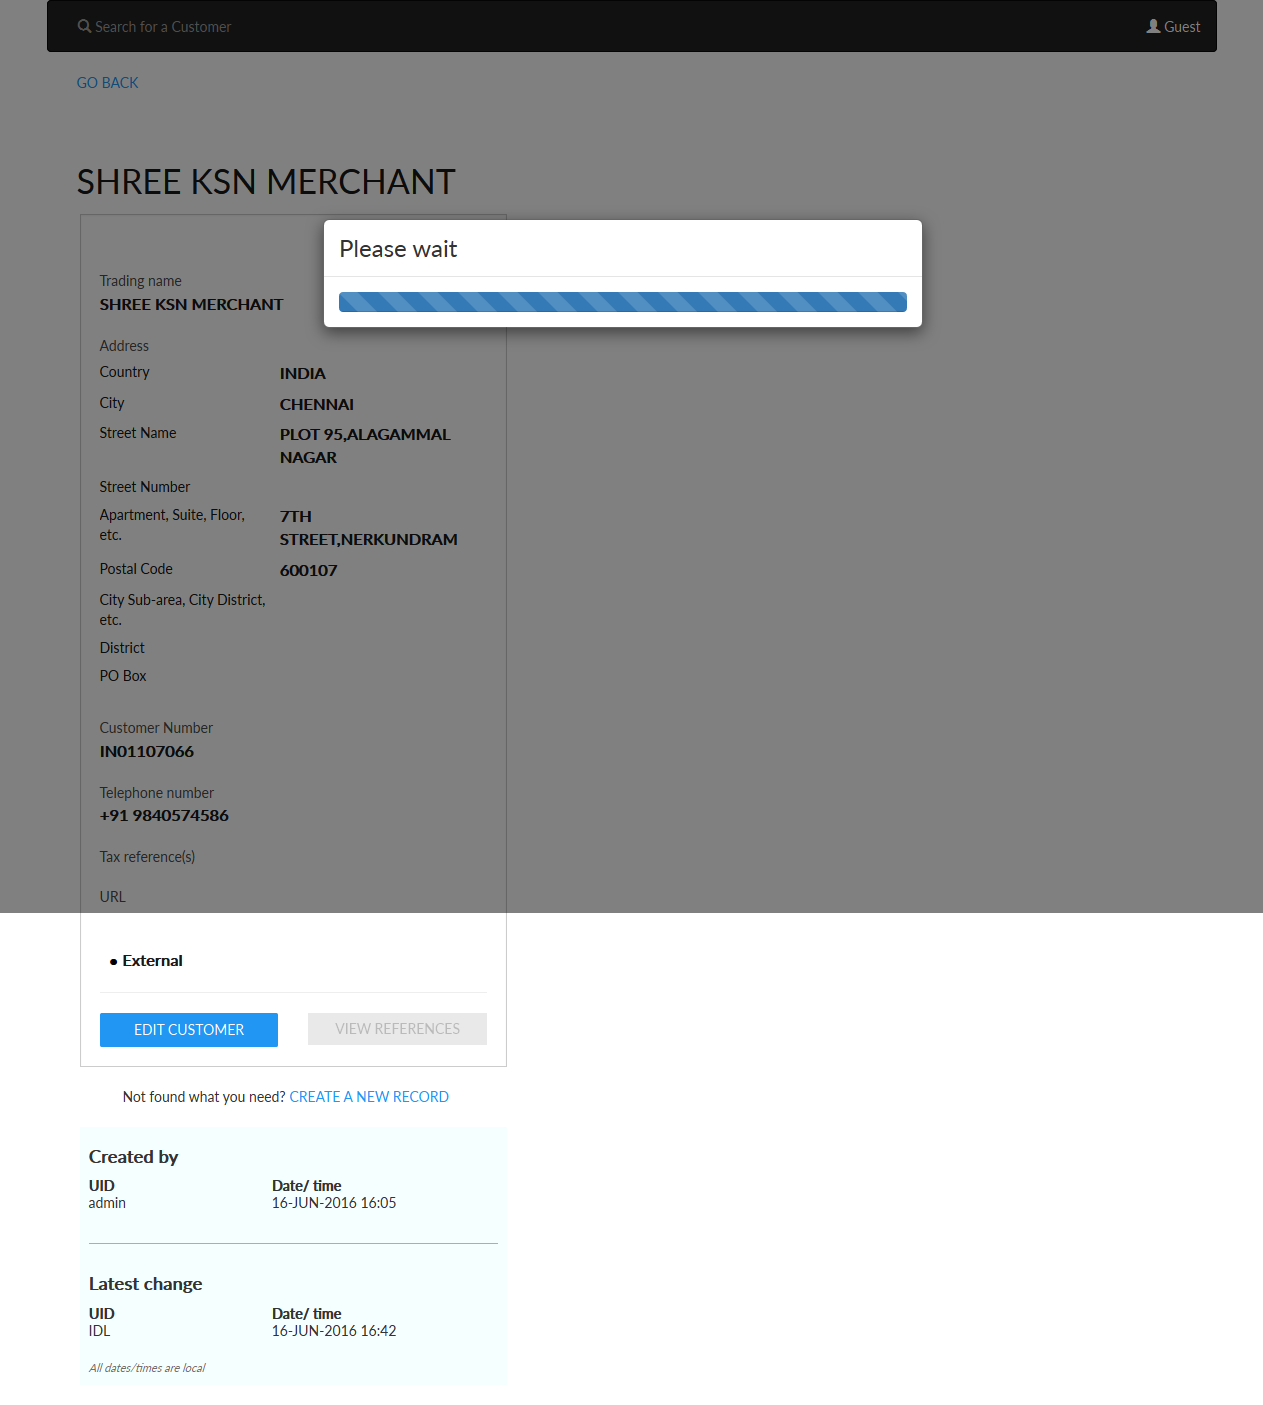 Search for a Customer
Guest
GO BACK
SHREE KSN MERCHANT
Please wait
Trading name
SHREE KSN MERCHANT
Address
Country INDIA
City CHENNAI
Street Name PLOT 95,ALAGAMMAL
NAGAR
Street Number
Apartment, Suite, Floor, 7TH
etc. STREET,NERKUNDRAM
Postal Code 600107
City Sub-area, City District,
etc.
District
PO Box
Customer Number
IN01107066
Telephone number
+91 9840574586
Tax reference(s)
URL
• External
EDIT CUSTOMER VIEW REFERENCES
Not found what you need? CREATE A NEW RECORD
Created by
UID Date/ time
admin 16-JUN-2016 16:05
Latest change
UID Date/ time
IDL 16-JUN-2016 16:42
All dates/times are local